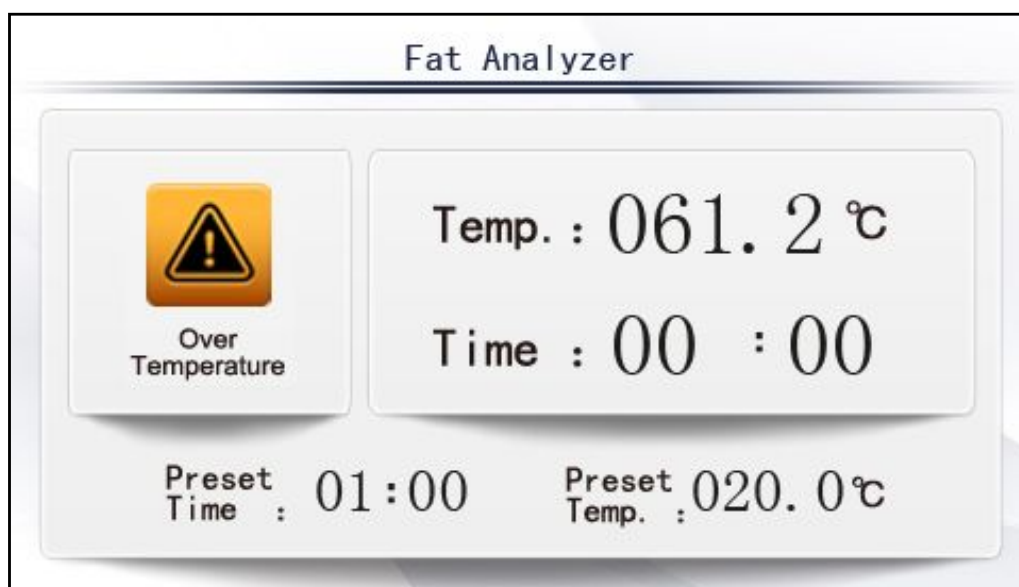 Fat Analyzer
Over
Temperature
Temp. : 061.2 ℃
Time : 00 : 00
Preset
Time : 01:00
Preset
Temp. : 020.0℃